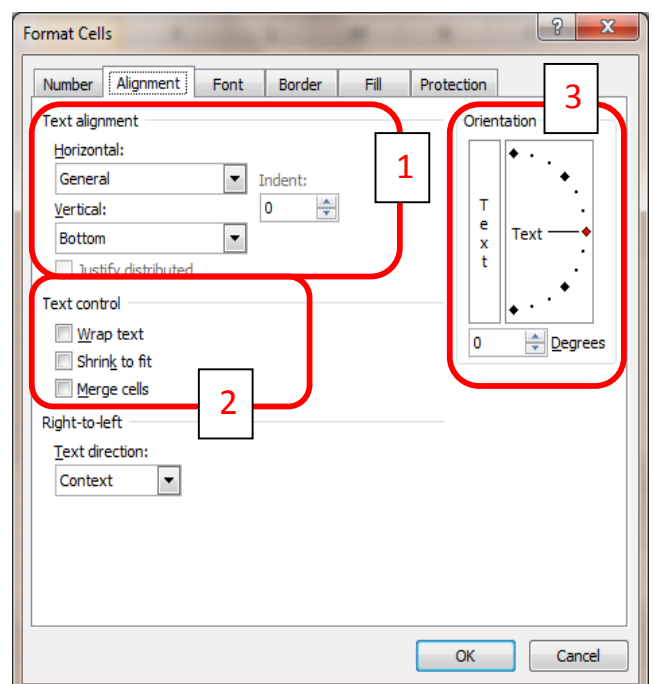 Format Cells
Number Alignment Font Border Fill Protection
3
Text alignment
Orientation
Horizontal:
1
General
Indent:
Vertical:
0
Bottom
Justify distributed
Text
Text
Text control
Wrap text
0 Degrees
Shrink to fit
Merge cells
2
Right-to-left
Text direction:
Context
OK Cancel